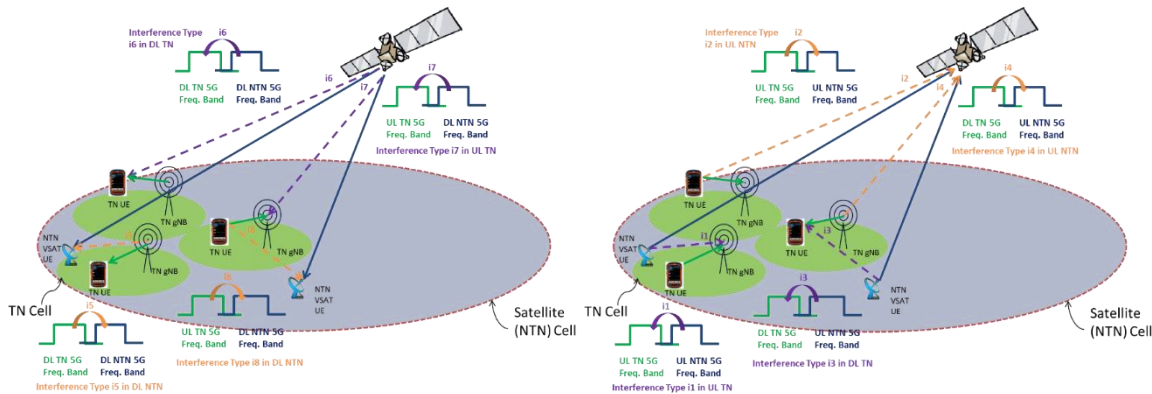 Interference Type
i6 in DL TN
i6
DL TN 5G
Freq. Band
DL NTN 5G
Freq. Band
i6
i7
i7
UL TN 5G
Freq. Band
DL NTN 5G
Freq. Band
Interference Type i7 in UL TN
TN UE
TN gNB
TN UE
TN gNB
NTN
VSAT
UE
i5
TN gNB
TN UE
i8
NTN
VSAT
UE
TN Cell
i5
DL TN 5G
Freq. Band
DL NTN 5G
Freq. Band
Interference Type i5 in DL NTN
i8
UL TN 5G
Freq. Band
DL NTN 5G
Freq. Band
Interference Type i8 in DL NTN
Satellite
(NTN) Cell
Interference Type
i2 in UL NTN
i2
UL TN 5G
Freq. Band
UL NTN 5G
Freq. Band
i2
i4
i4
DL TN 5G
Freq. Band
UL NTN 5G
Freq. Band
Interference Type i4 in UL NTN
TN UE
TN gNB
TN UE
TN gNB
i3
NTN
VSAT
UE
i1
TN gNB
TN UE
NTN
VSAT
UE
TN Cell
i1
UL TN 5G
Freq. Band
UL NTN 5G
Freq. Band
Interference Type i1 in UL TN
i3
DL TN 5G
Freq. Band
UL NTN 5G
Freq. Band
Interference Type i3 in DL TN
Satellite
(NTN) Cell